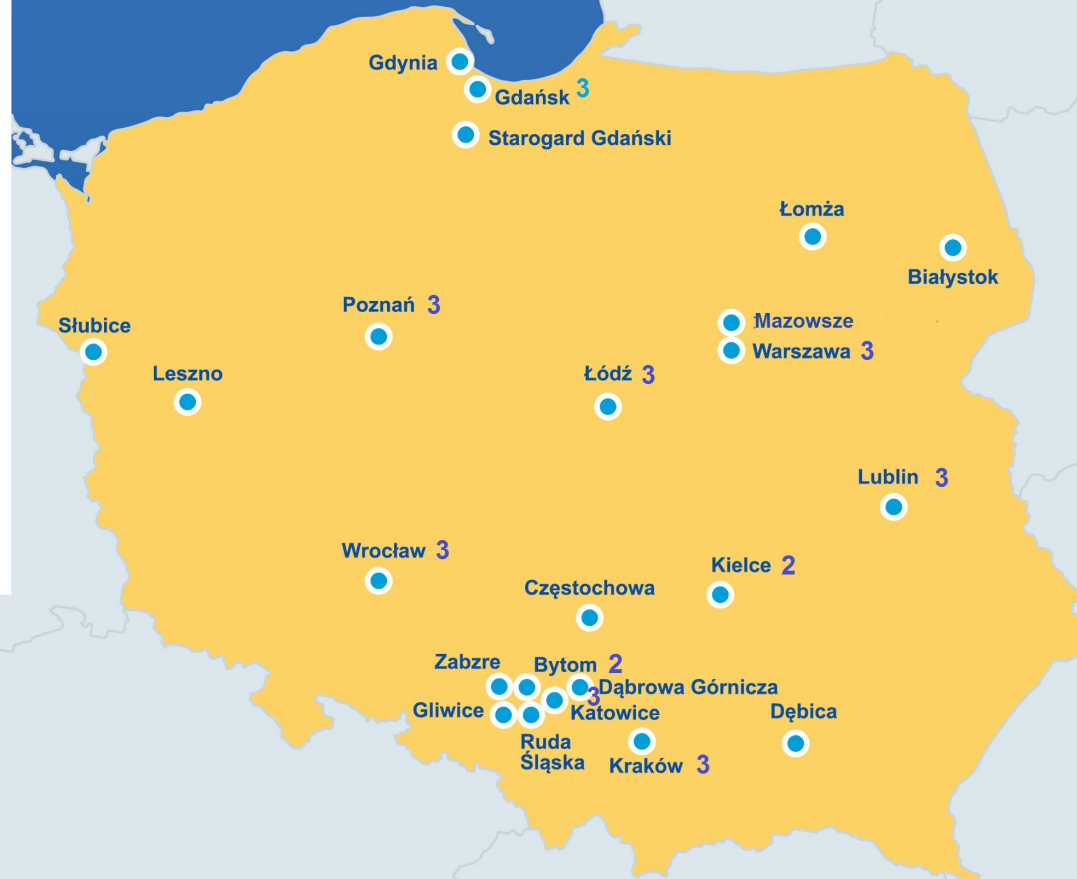 Gdynia
Gdańsk 3
Starogard Gdański
Łomża
Białystok
Poznań 3
Mazowsze
Słubice
Warszawa 3
Leszno
Łódź 3
Lublin 3
Wrocław 3
Kielce 2
Częstochowa
Zabzre
Bytom 2
Dąbrowa Górnicza
3
Gliwice
Katowice
Dębica
Ruda
Śląska
Kraków 3